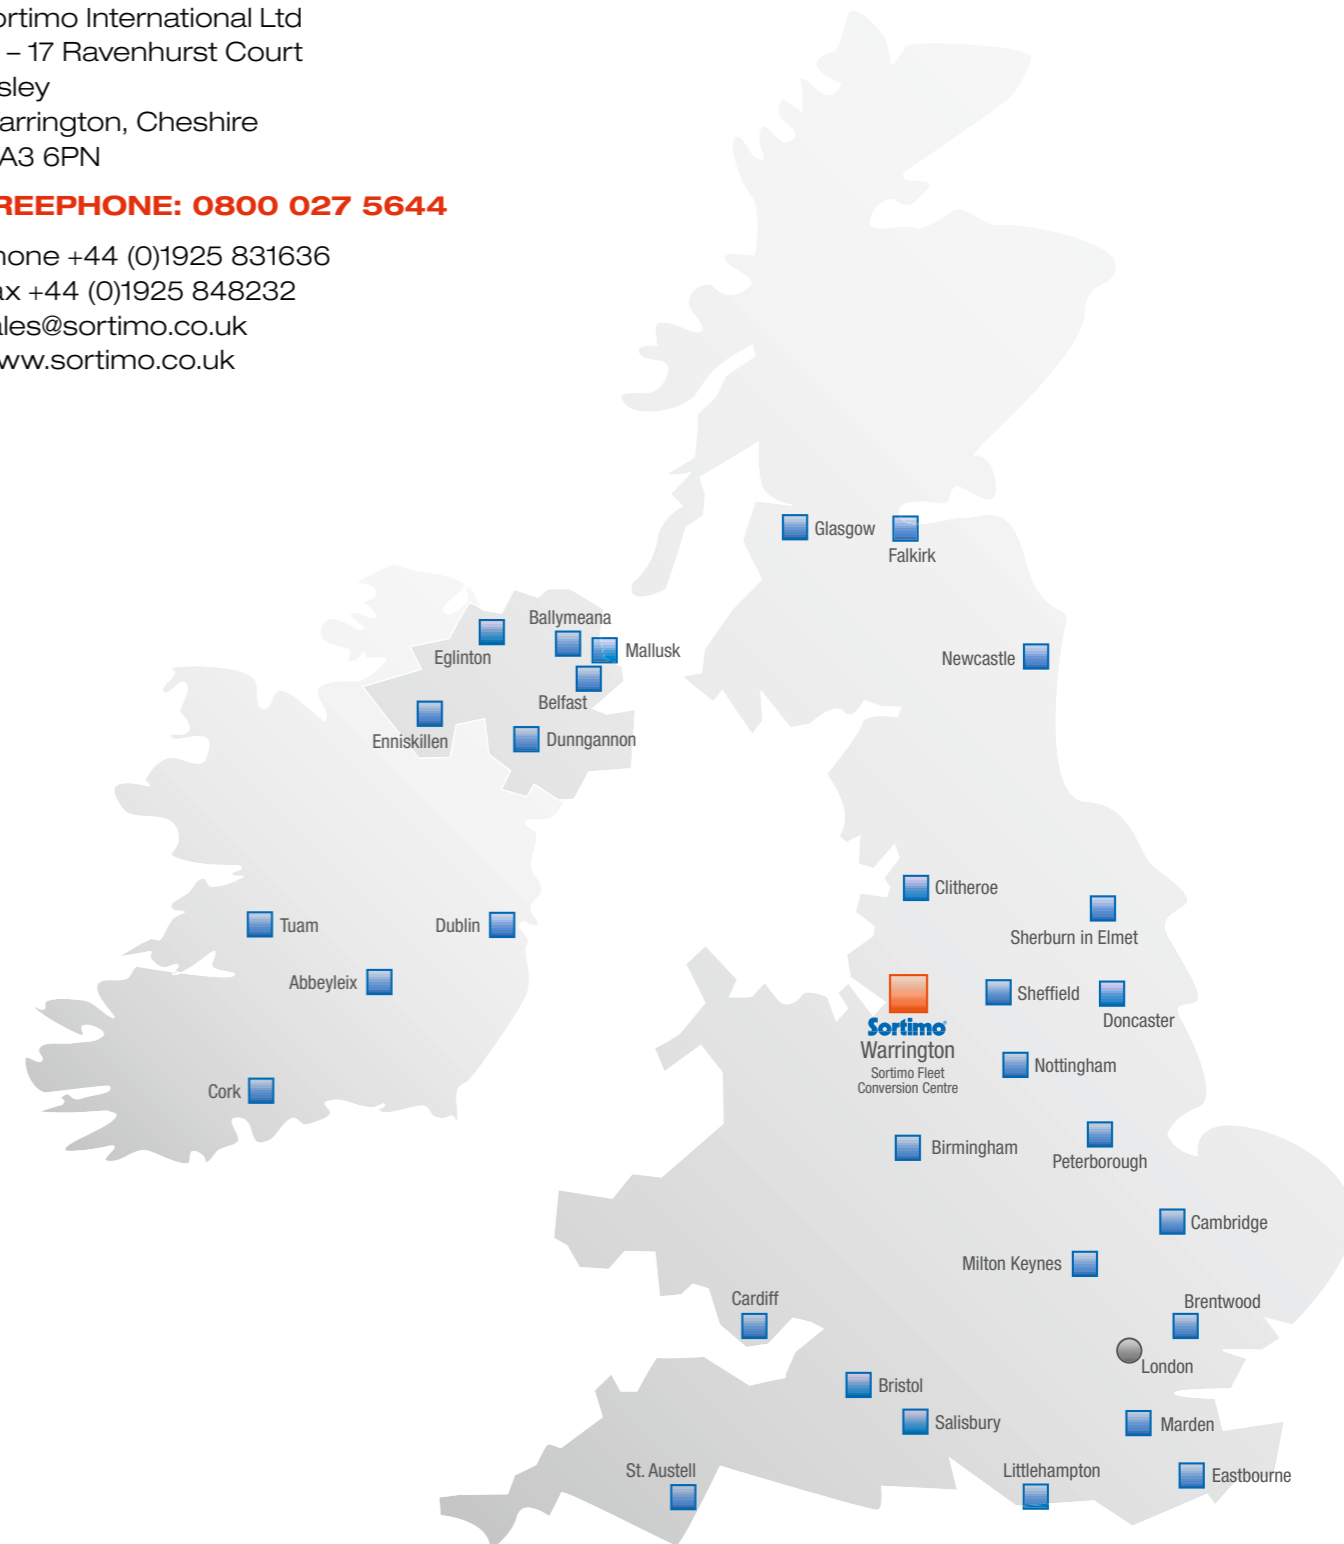 ortimo International Ltd
– 17 Ravenhurst Court
sley
arrington, Cheshire
A3 6PN
REEPHONE: 0800 027 5644
hone +44 (0)1925 831636
ax +44 (0)1925 848232
ales@sortimo.co.uk
ww.sortimo.co.uk
Glasgow
Falkirk
Ballymeana
Eglinton
Mallusk
Newcastle
Belfast
Enniskillen
Dunngannon
Clitheroe
Sherburn in Elmet
Tuam
Dublin
Abbeyleix
Sheffield
Doncaster
Sortimo®
Warrington
Sortimo Fleet
Conversion Centre
Nottingham
Cork
Birmingham
Peterborough
Cambridge
Milton Keynes
Cardiff
Brentwood
London
Bristol
Salisbury
Marden
St. Austell
Littlehampton
Eastbourne